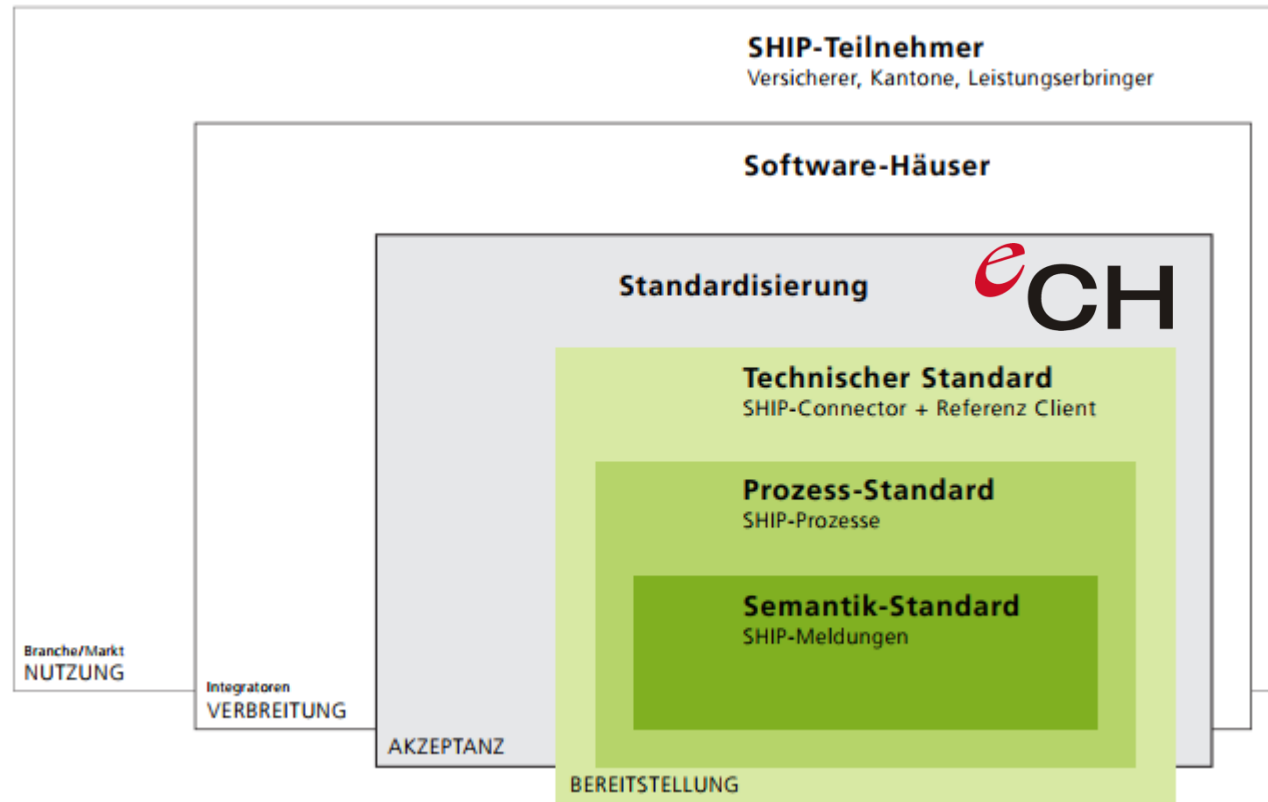 SHIP-Teilnehmer
Versicherer, Kantone, Leistungserbringer
Software-Häuser
Standardisierung
eCH
Technischer Standard
SHIP-Connector + Referenz Client
Prozess-Standard
SHIP-Prozesse
Semantik-Standard
SHIP-Meldungen
Branche/Markt
NUTZUNG
Integratoren
VERBREITUNG
AKZEPTANZ
BEREITSTELLUNG